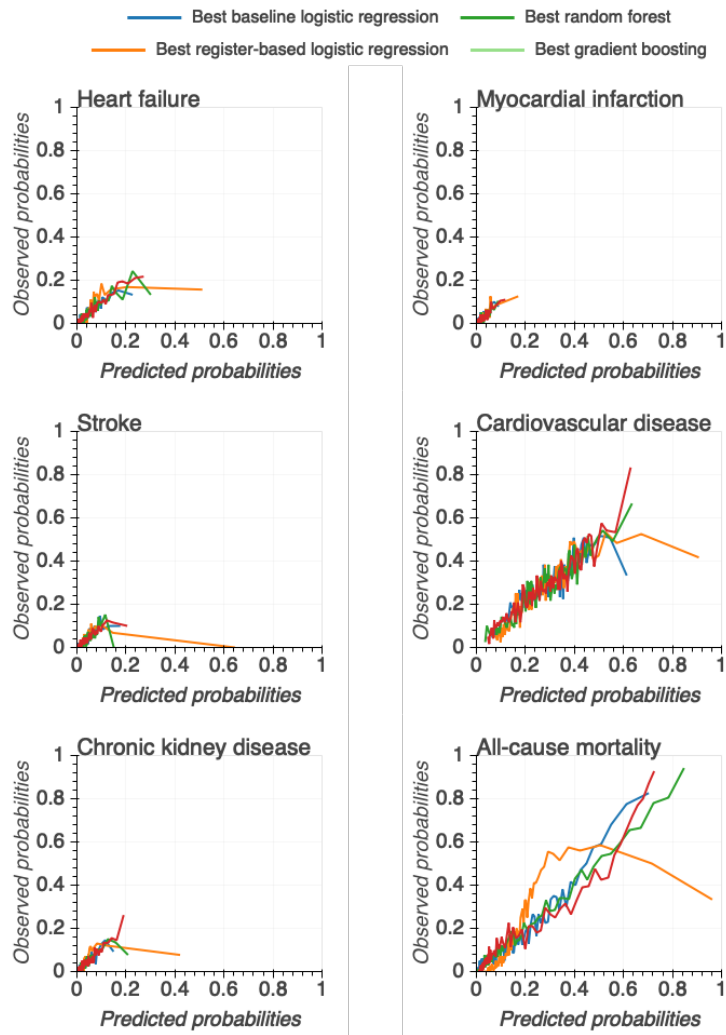 Best baseline logistic regression
Best random forest
Best register-based logistic regression
Best gradient boosting
Heart failure
1
0.8
0.6
0.4
0.2
0
Observed probabilities
0 0.2 0.4 0.6 0.8 1
Predicted probabilities
Myocardial infarction
1
0.8
0.6
0.4
0.2
0
Observed probabilities
0 0.2 0.4 0.6 0.8 1
Predicted probabilities
Stroke
1
0.8
0.6
0.4
0.2
0
Observed probabilities
0 0.2 0.4 0.6 0.8 1
Predicted probabilities
Cardiovascular disease
1
0.8
0.6
0.4
0.2
0
Observed probabilities
0 0.2 0.4 0.6 0.8 1
Predicted probabilities
Chronic kidney disease
1
0.8
0.6
0.4
0.2
0
Observed probabilities
0 0.2 0.4 0.6 0.8 1
Predicted probabilities
All-cause mortality
1
0.8
0.6
0.4
0.2
0
Observed probabilities
0 0.2 0.4 0.6 0.8 1
Predicted probabilities